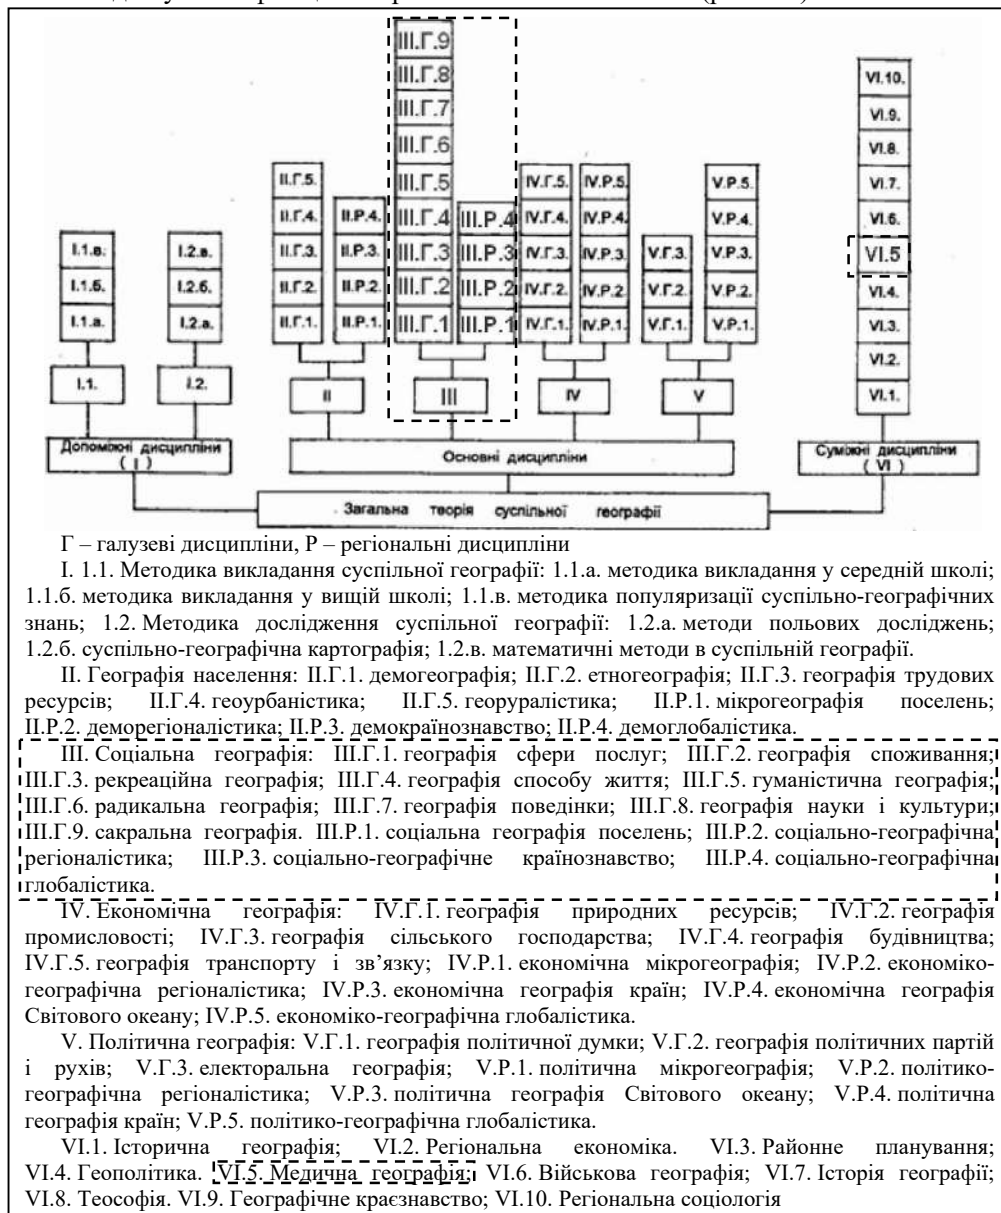 III.Г.9
III.Г.8
III.Г.7
III.Г.6
II.Г.5. III.Г.5 IV.Г.5. IV.Р.5. V.Р.5.
II.Г.4. II.Р.4. III.Г.4 III.Р.4 IV.Г.4. IV.Р.4. V.Р.4.
I.1.в. I.2.в. II.Г.3. II.Р.3. III.Г.3 III.Р.3 IV.Г.3. IV.Р.3. V.Г.3. V.Р.3.
I.1.б. I.2.б. II.Г.2. II.Р.2. III.Г.2 III.Р.2 IV.Г.2. IV.Р.2. V.Г.2. V.Р.2.
I.1.а. I.2.а. II.Г.1. II.Р.1. III.Г.1 III.Р.1 IV.Г.1. IV.Р.1. V.Г.1. V.Р.1.
VI.10.
VI.9.
VI.8.
VI.7.
VI.6.
VI.5
VI.4.
VI.3.
VI.2.
VI.1.
I.1. I.2. II III IV V
Допоміжні дисципліни
( I )
Основні дисципліни
Суміжні дисципліни
( VI )
Загальна теорія суспільної географії
Г – галузеві дисципліни, Р – регіональні дисципліни
I. 1.1. Методика викладання суспільної географії: 1.1.а. методика викладання у середній школі;
1.1.б. методика викладання у вищій школі; 1.1.в. методика популяризації суспільно-географічних
знань; 1.2. Методика дослідження суспільної географії: 1.2.а. методи польових досліджень;
1.2.б. суспільно-географічна картографія; 1.2.в. математичні методи в суспільній географії.
II. Географія населення: II.Г.1. демогеографія; II.Г.2. етногеографія; II.Г.3. географія трудових
ресурсів; II.Г.4. геоурбаністика; II.Г.5. георуралістика; II.Р.1. мікрогеографія поселень;
II.Р.2. деморегіоналістика; II.Р.3. демокраїнознавство; II.Р.4. демоглобалістика.
III. Соціальна географія: III.Г.1. географія сфери послуг; III.Г.2. географія споживання;
III.Г.3. рекреаційна географія; III.Г.4. географія способу життя; III.Г.5. гуманістична географія;
III.Г.6. радикальна географія; III.Г.7. географія поведінки; III.Г.8. географія науки і культури;
III.Г.9. сакральна географія. III.Р.1. соціальна географія поселень; III.Р.2. соціально-географічна
регіоналістика; III.Р.3. соціально-географічне країнознавство; III.Р.4. соціально-географічна
глобалістика.
IV. Економічна географія: IV.Г.1. географія природних ресурсів; IV.Г.2. географія
промисловості; IV.Г.3. географія сільського господарства; IV.Г.4. географія будівництва;
IV.Г.5. географія транспорту і зв’язку; IV.Р.1. економічна мікрогеографія; IV.Р.2. економіко-
географічна регіоналістика; IV.Р.3. економічна географія країн; IV.Р.4. економічна географія
Світового океану; IV.Р.5. економіко-географічна глобалістика.
V. Політична географія: V.Г.1. географія політичної думки; V.Г.2. географія політичних партій
і рухів; V.Г.3. електоральна географія; V.Р.1. політична мікрогеографія; V.Р.2. політико-
географічна регіоналістика; V.Р.3. політична географія Світового океану; V.Р.4. політична
географія країн; V.Р.5. політико-географічна глобалістика.
VI.1. Історична географія; VI.2. Регіональна економіка. VI.3. Районне планування;
VI.4. Геополітика. VI.5. Медична географія; VI.6. Військова географія; VI.7. Історія географії;
VI.8. Теософія. VI.9. Географічне краєзнавство; VI.10. Регіональна соціологія